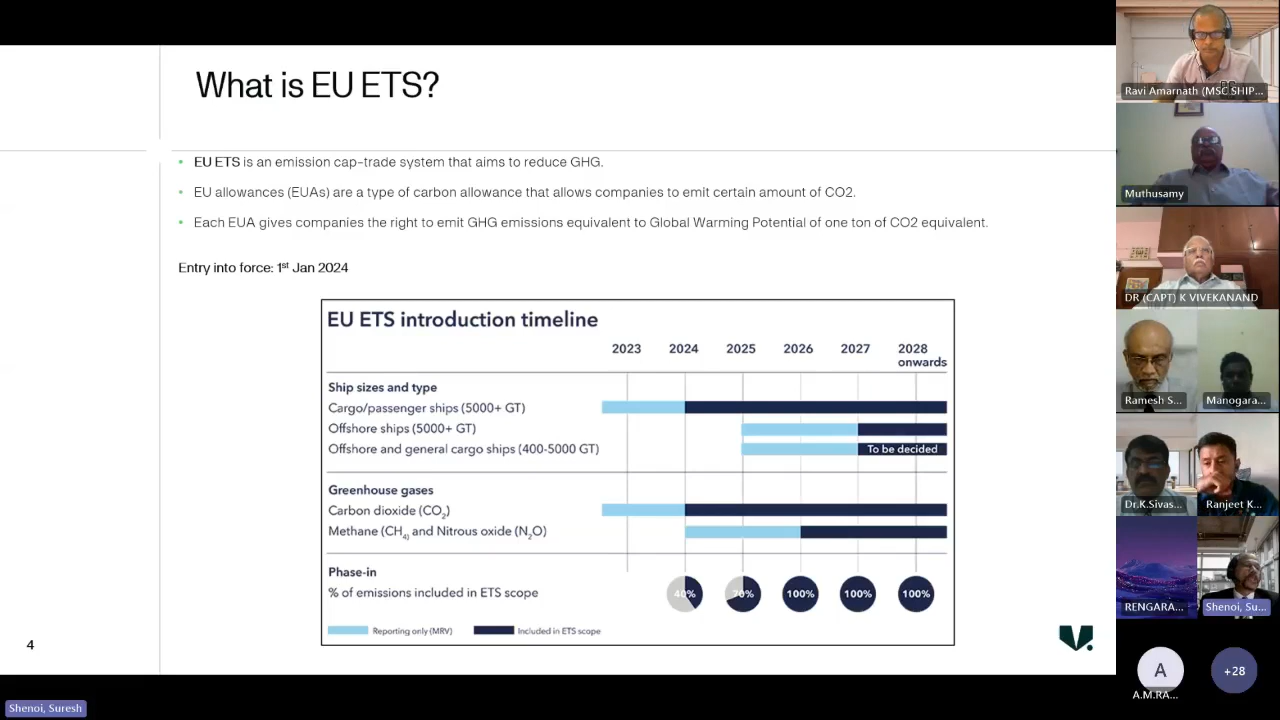 What is EU ETS?
• EU ETS is an emission cap-trade system that aims to reduce GHG.
• EU allowances (EUAs) are a type of carbon allowance that allows companies to emit certain amount of CO2.
• Each EUA gives companies the right to emit GHG emissions equivalent to Global Warming Potential of one ton of CO2 equivalent.
Entry into force: 1st Jan 2024
EU ETS introduction timeline
2023 2024 2025 2026 2027 2028 onwards
Ship sizes and type
Cargo/passenger ships (5000+ GT)
Offshore ships (5000+ GT)
Offshore and general cargo ships (400-5000 GT) To be decided
Greenhouse gases
Carbon dioxide (CO2)
Methane (CH4) and Nitrous oxide (N2O)
Phase-in
% of emissions included in ETS scope 40% 70% 100% 100% 100%
Reporting only (MRV) Included in ETS scope
4
Shenoi, Suresh
Ravi Amarnath (MSC SHIP...
Muthusamy
DR (CAPT) K VIVEKANAND
Ramesh S... Manogara...
Dr.K.Sivas... Ranjeet K...
RENGARA... Shenoi, Su...
A
A.M.RA...
+28